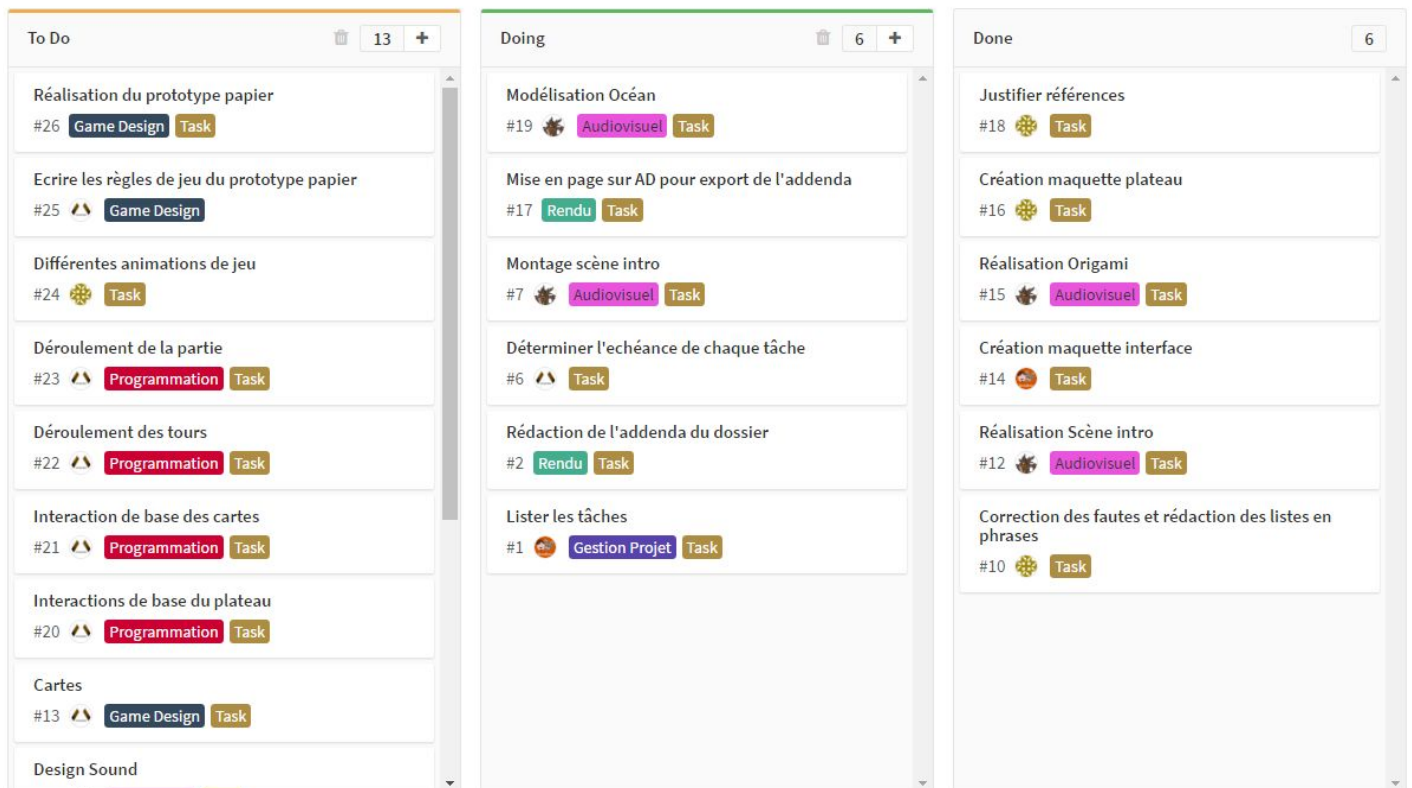 To Do 13 +
Réalisation du prototype papier
#26 Game Design Task
Ecrire les règles de jeu du prototype papier
#25 Game Design
Différentes animations de jeu
#24 Task
Déroulement de la partie
#23 Programmation Task
Déroulement des tours
#22 Programmation Task
Interaction de base des cartes
#21 Programmation Task
Interactions de base du plateau
#20 Programmation Task
Cartes
#13 Game Design Task
Design Sound
Doing 6 +
Modélisation Océan
#19 Audiovisuel Task
Mise en page sur AD pour export de l'addenda
#17 Rendu Task
Montage scène intro
#7 Audiovisuel Task
Déterminer l'echéance de chaque tâche
#6 Task
Rédaction de l'addenda du dossier
#2 Rendu Task
Lister les tâches
#1 Gestion Projet Task
Done 6
Justifier références
#18 Task
Création maquette plateau
#16 Task
Réalisation Origami
#15 Audiovisuel Task
Création maquette interface
#14 Task
Réalisation Scène intro
#12 Audiovisuel Task
Correction des fautes et rédaction des listes en
phrases
#10 Task